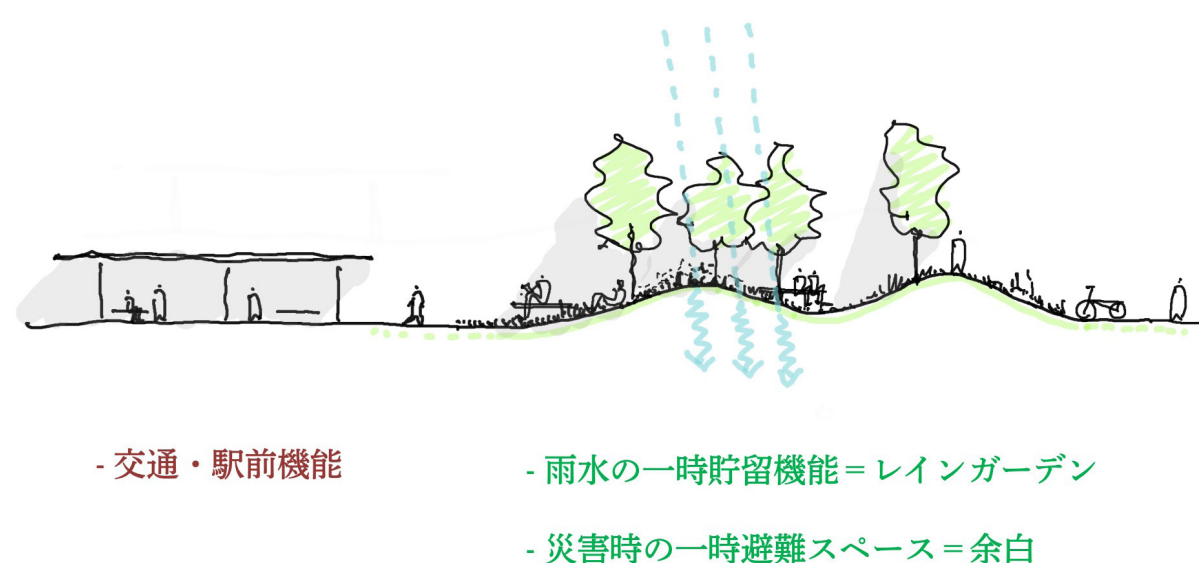 - 交通・駅前機能
- 雨水の一時貯留機能＝レインガーデン
- 災害時の一時避難スペース＝余白